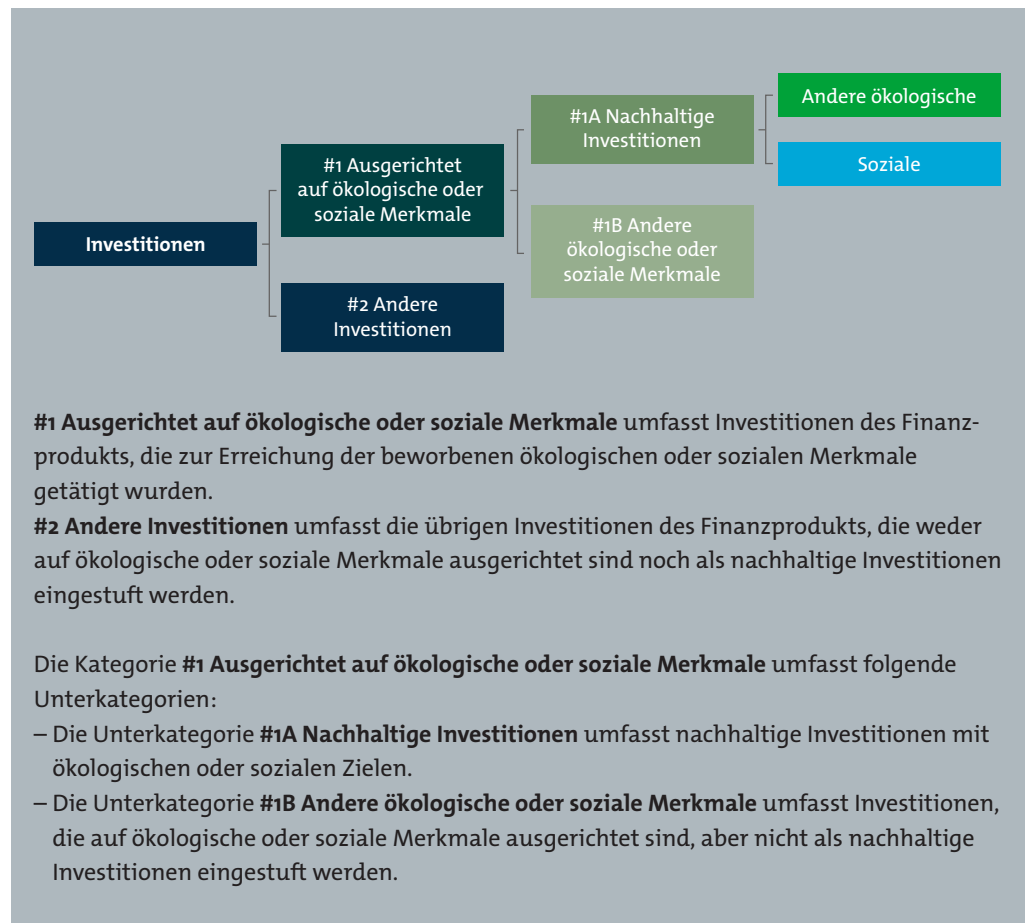 Investitionen
#1 Ausgerichtet
auf ökologische oder
soziale Merkmale
#2 Andere
Investitionen
#1A Nachhaltige
Investitionen
#1B Andere
ökologische oder
soziale Merkmale
Andere ökologische
Soziale
#1 Ausgerichtet auf ökologische oder soziale Merkmale umfasst Investitionen des Finanz-
produkts, die zur Erreichung der beworbenen ökologischen oder sozialen Merkmale
getätigt wurden.
#2 Andere Investitionen umfasst die übrigen Investitionen des Finanzprodukts, die weder
auf ökologische oder soziale Merkmale ausgerichtet sind noch als nachhaltige Investitionen
eingestuft werden.
Die Kategorie #1 Ausgerichtet auf ökologische oder soziale Merkmale umfasst folgende
Unterkategorien:
– Die Unterkategorie #1A Nachhaltige Investitionen umfasst nachhaltige Investitionen mit
ökologischen oder sozialen Zielen.
– Die Unterkategorie #1B Andere ökologische oder soziale Merkmale umfasst Investitionen,
die auf ökologische oder soziale Merkmale ausgerichtet sind, aber nicht als nachhaltige
Investitionen eingestuft werden.